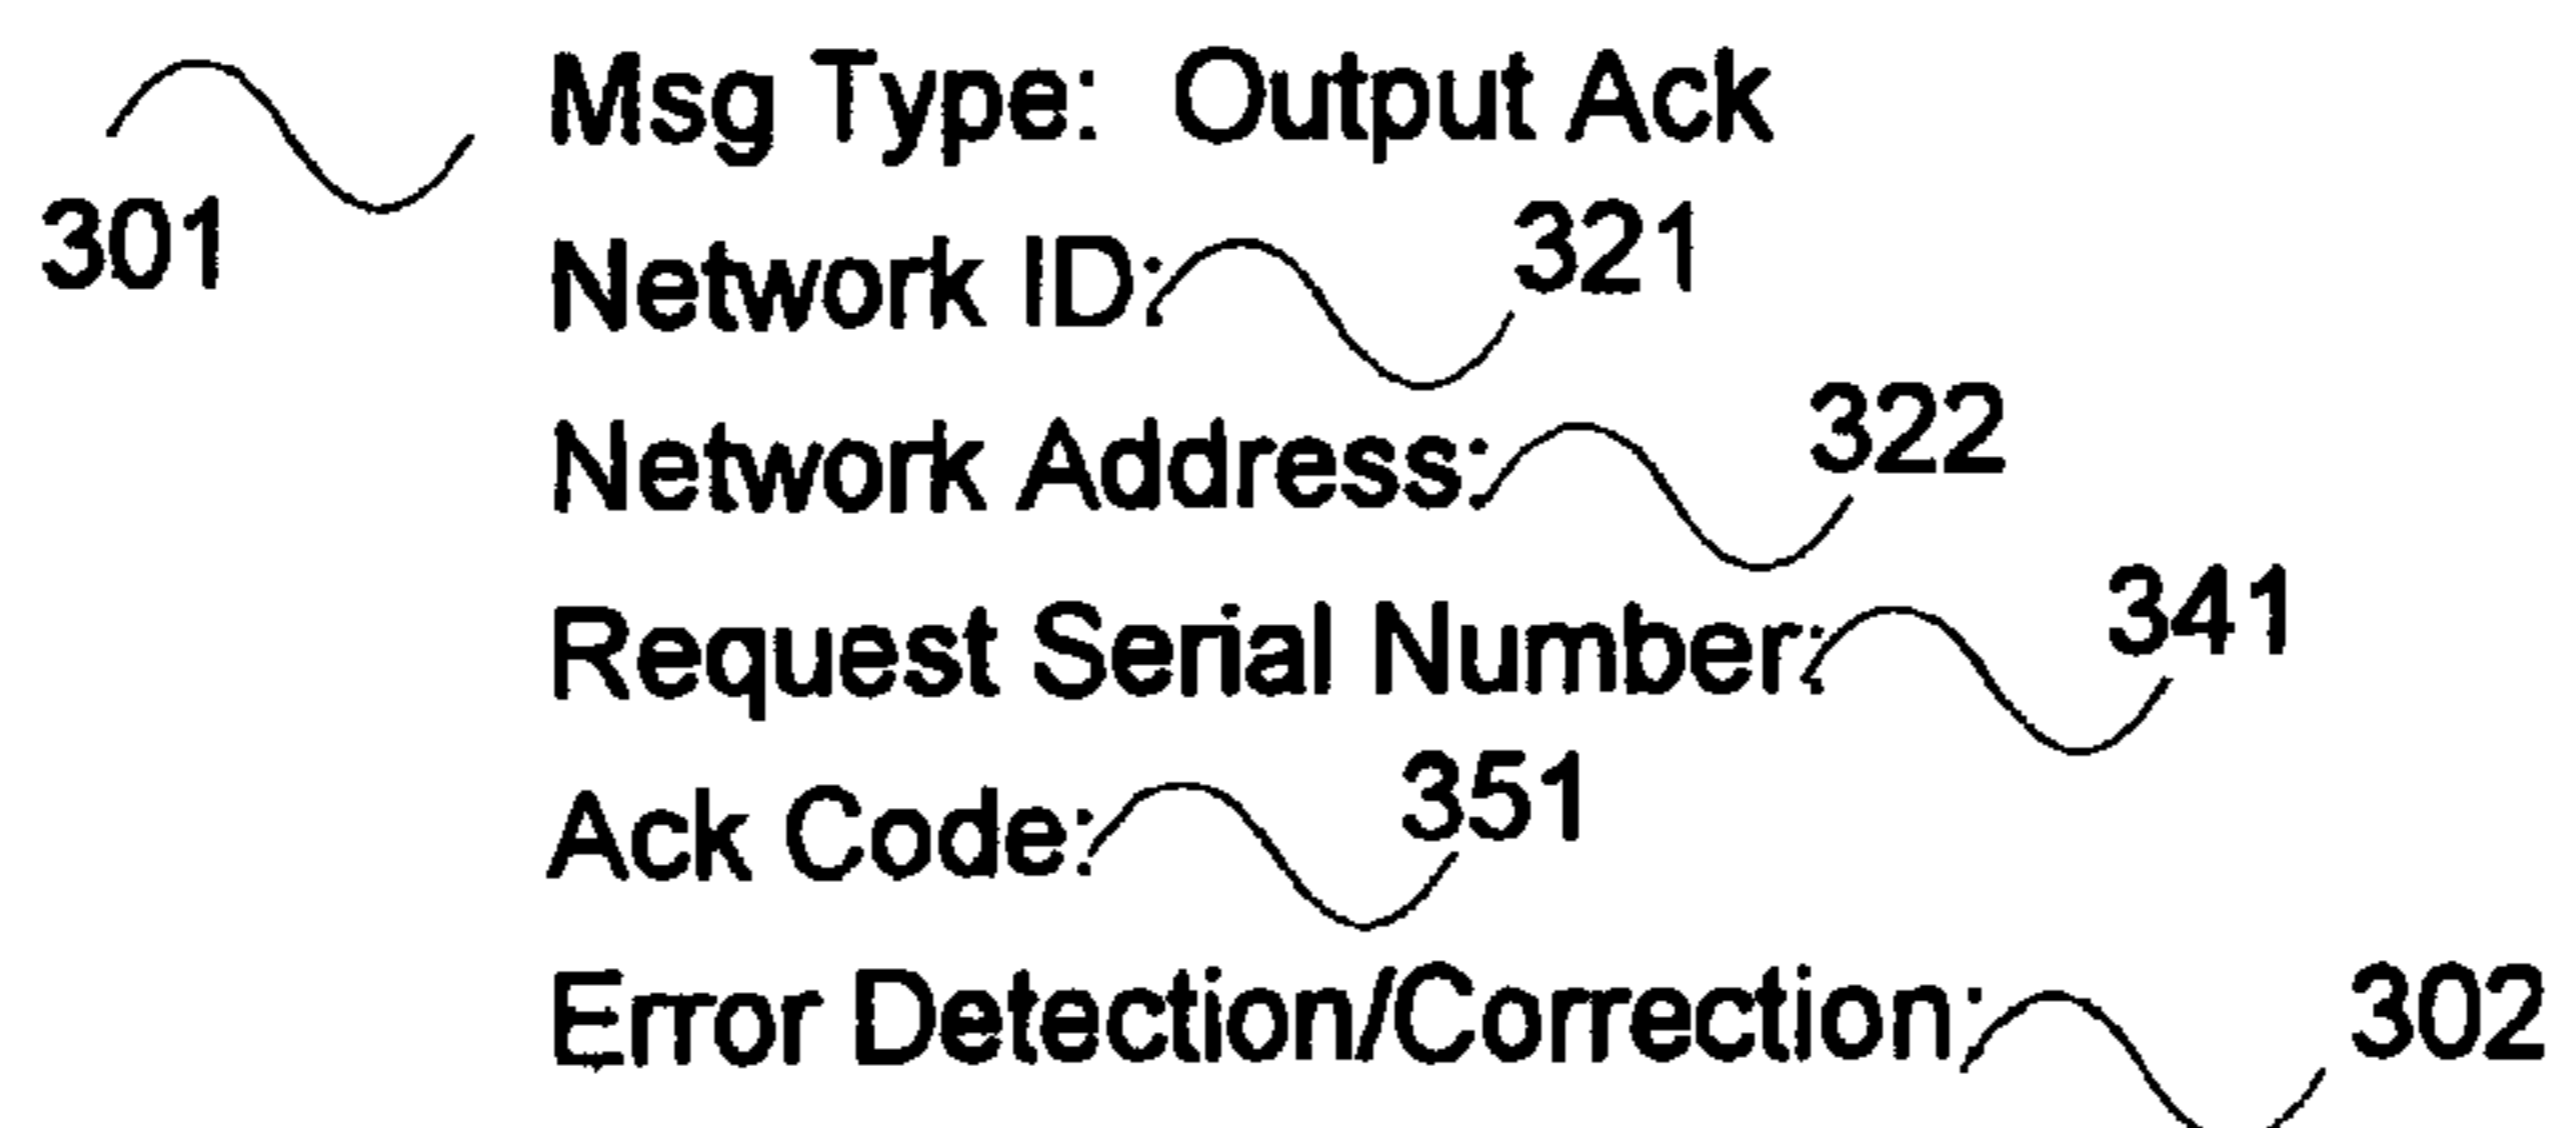 Msg Type: Output Ack
301
Network ID: 321
Network Address: 322
Request Serial Number: 341
Ack Code: 351
Error Detection/Correction: 302